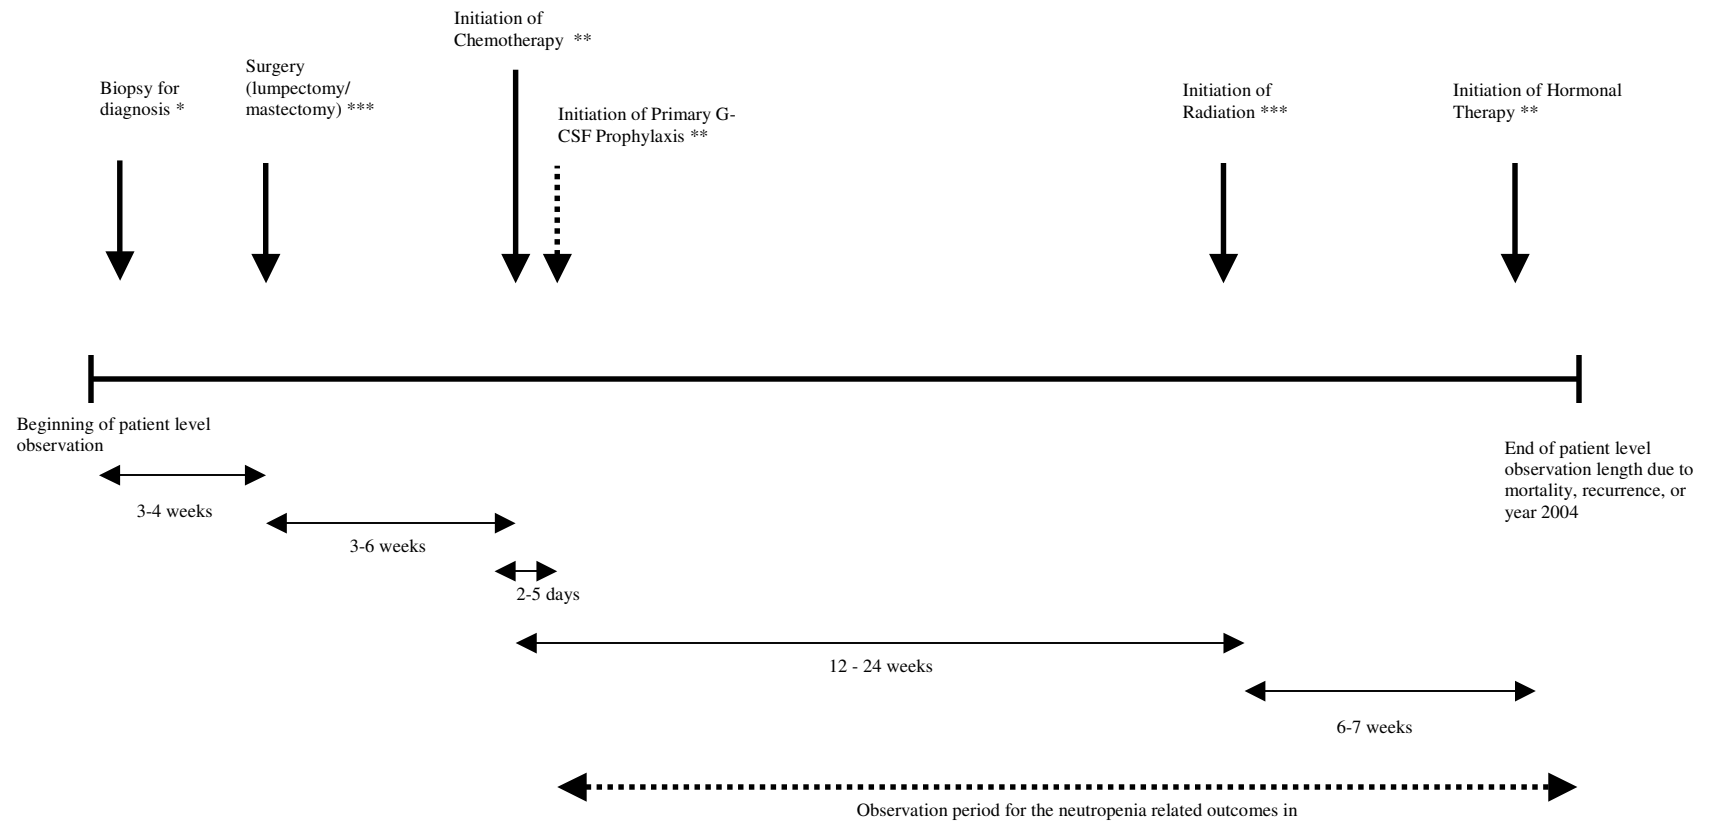 Initiation of
Chemotherapy **
Surgery
(lumpectomy/
mastectomy) ***
Biopsy for
diagnosis *
Initiation of Primary G-
CSF Prophylaxis **
Initiation of
Radiation ***
Initiation of Hormonal
Therapy **
Beginning of patient level
observation
End of patient level
observation length due to
mortality, recurrence, or
year 2004
3-4 weeks
3-6 weeks
2-5 days
12 - 24 weeks
6-7 weeks
Observation period for the neutropenia related outcomes in